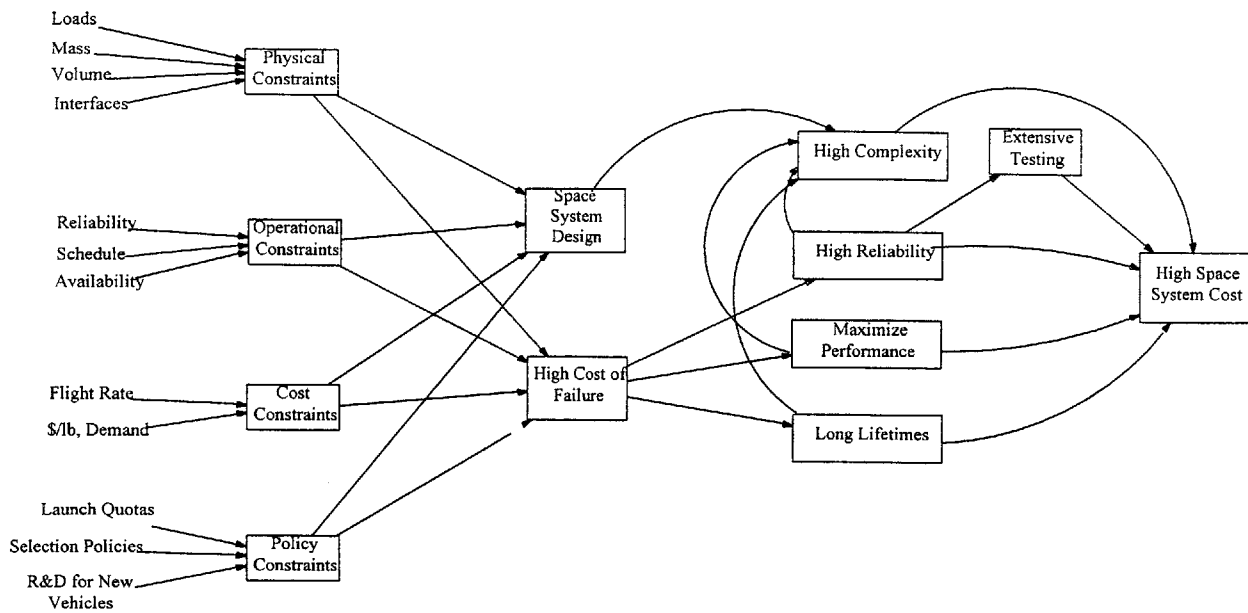 Loads
Mass
Volume
Interfaces
Physical
Constraints
Reliability
Schedule
Availability
Operational
Constraints
Flight Rate
$/lb, Demand
Cost
Constraints
Launch Quotas
Selection Policies
R&D for New
Vehicles
Policy
Constraints
Space
System
Design
High Cost of
Failure
High Complexity
Extensive
Testing
High Reliability
Maximize
Performance
Long Lifetimes
High Space
System Cost